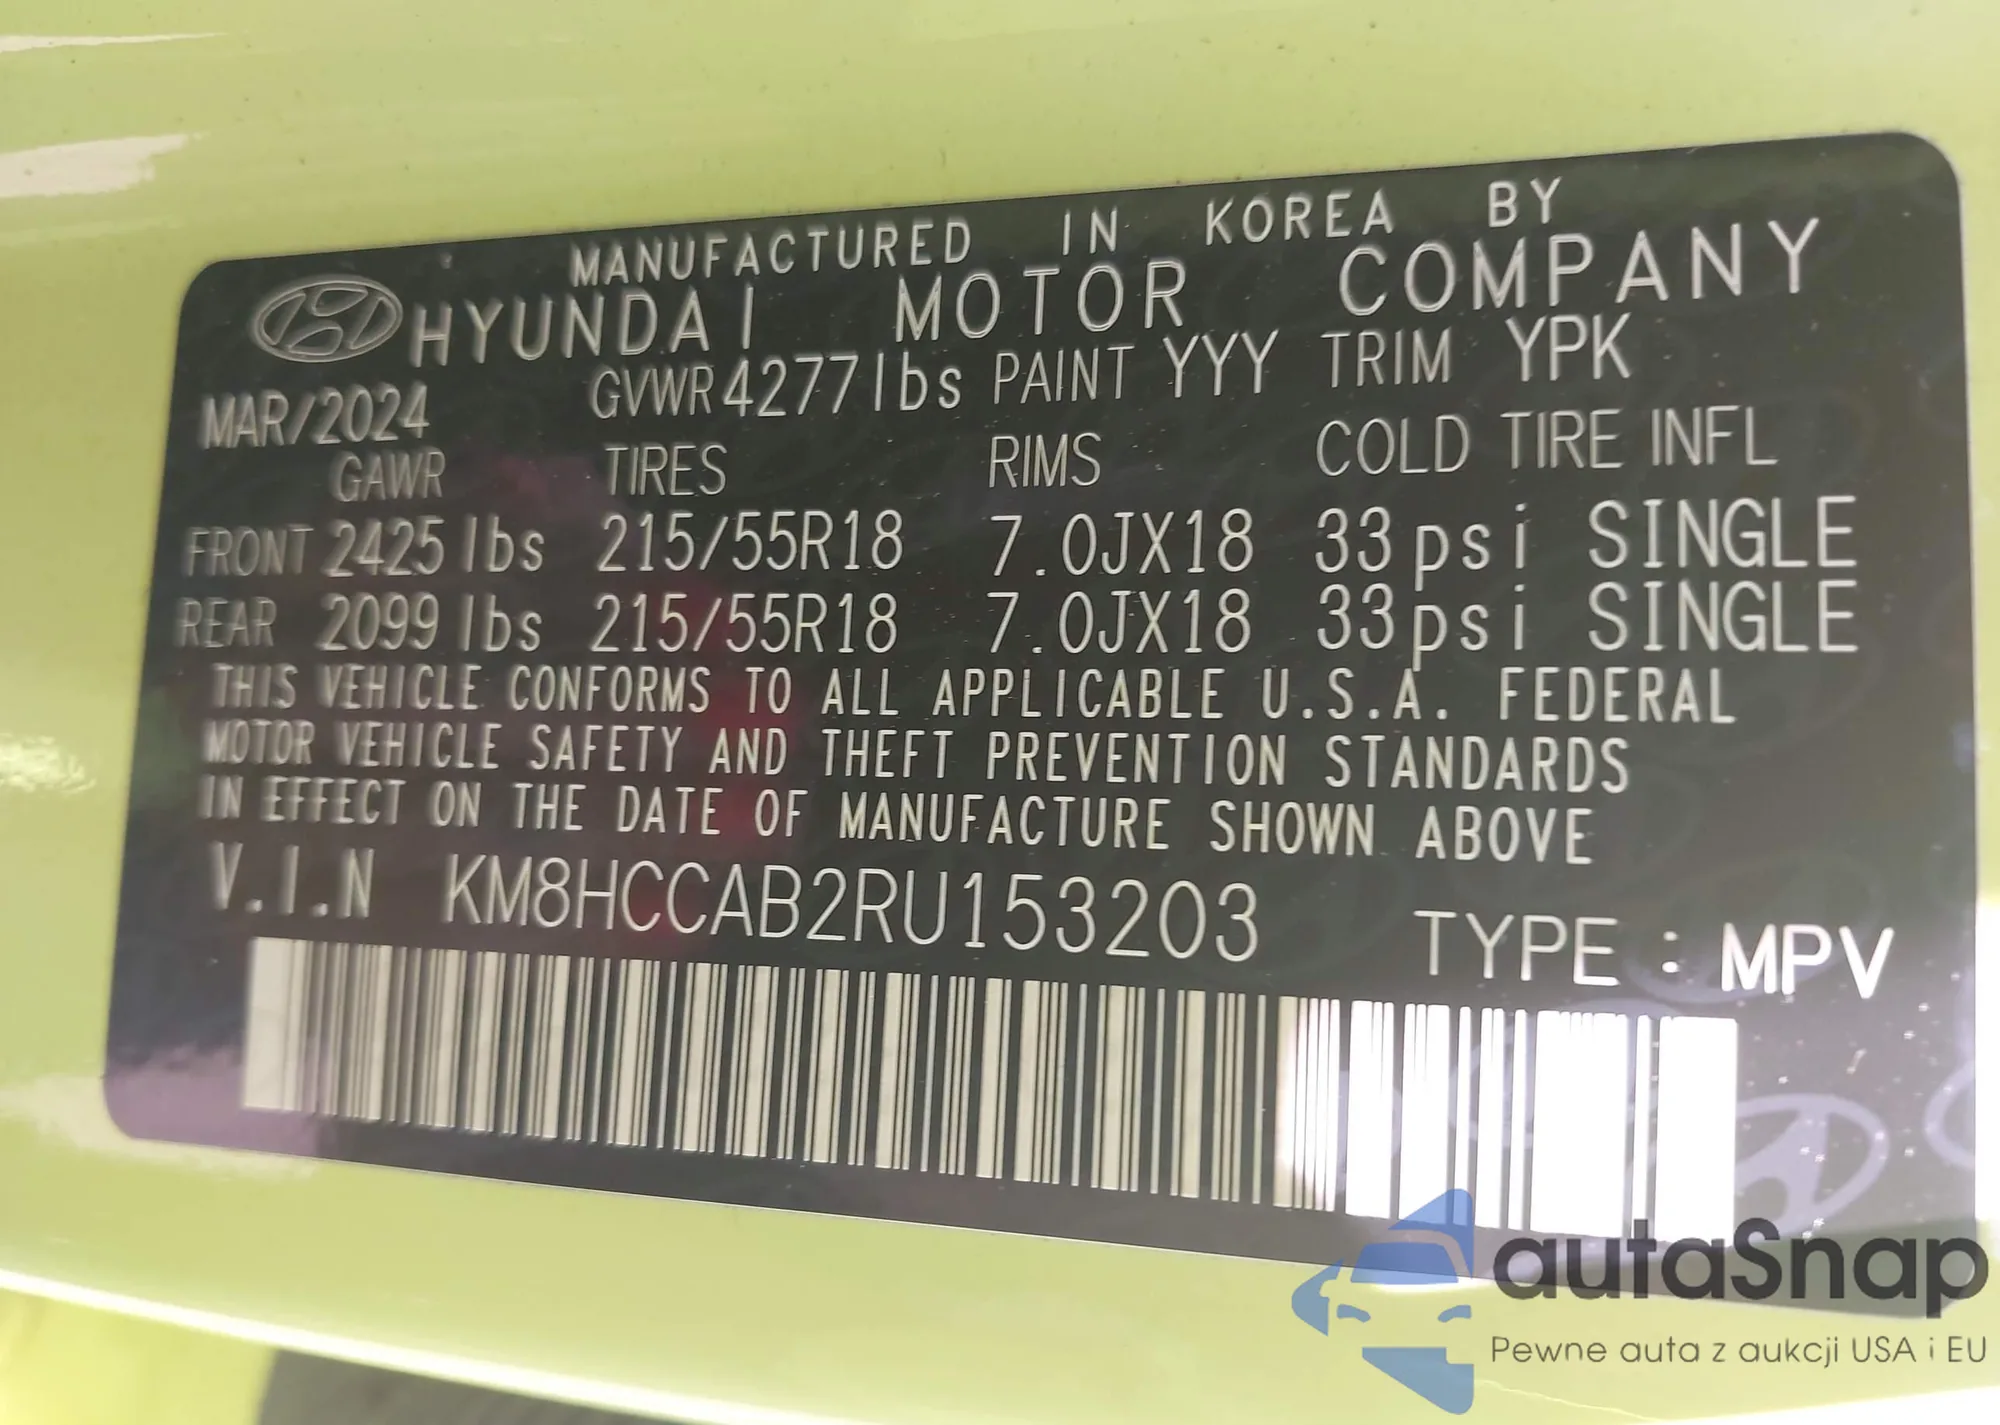 MANUFACTURED IN KOREA BY
HYUNDAI MOTOR COMPANY
MAR/2024 GVWR 4277 lbs PAINT YYY TRIM YPK
GAWR TIRES RIMS COLD TIRE INFL
FRONT 2425 lbs 215/55R18 7.0JX18 33 psi SINGLE
REAR 2099 lbs 215/55R18 7.0JX18 33 psi SINGLE
THIS VEHICLE CONFORMS TO ALL APPLICABLE U.S.A. FEDERAL
MOTOR VEHICLE SAFETY AND THEFT PREVENTION STANDARDS
IN EFFECT ON THE DATE OF MANUFACTURE SHOWN ABOVE
V.I.N KM8HCCAB2RU153203 TYPE : MPV
autaSnap
Pewne auta z aukcji USA i EU